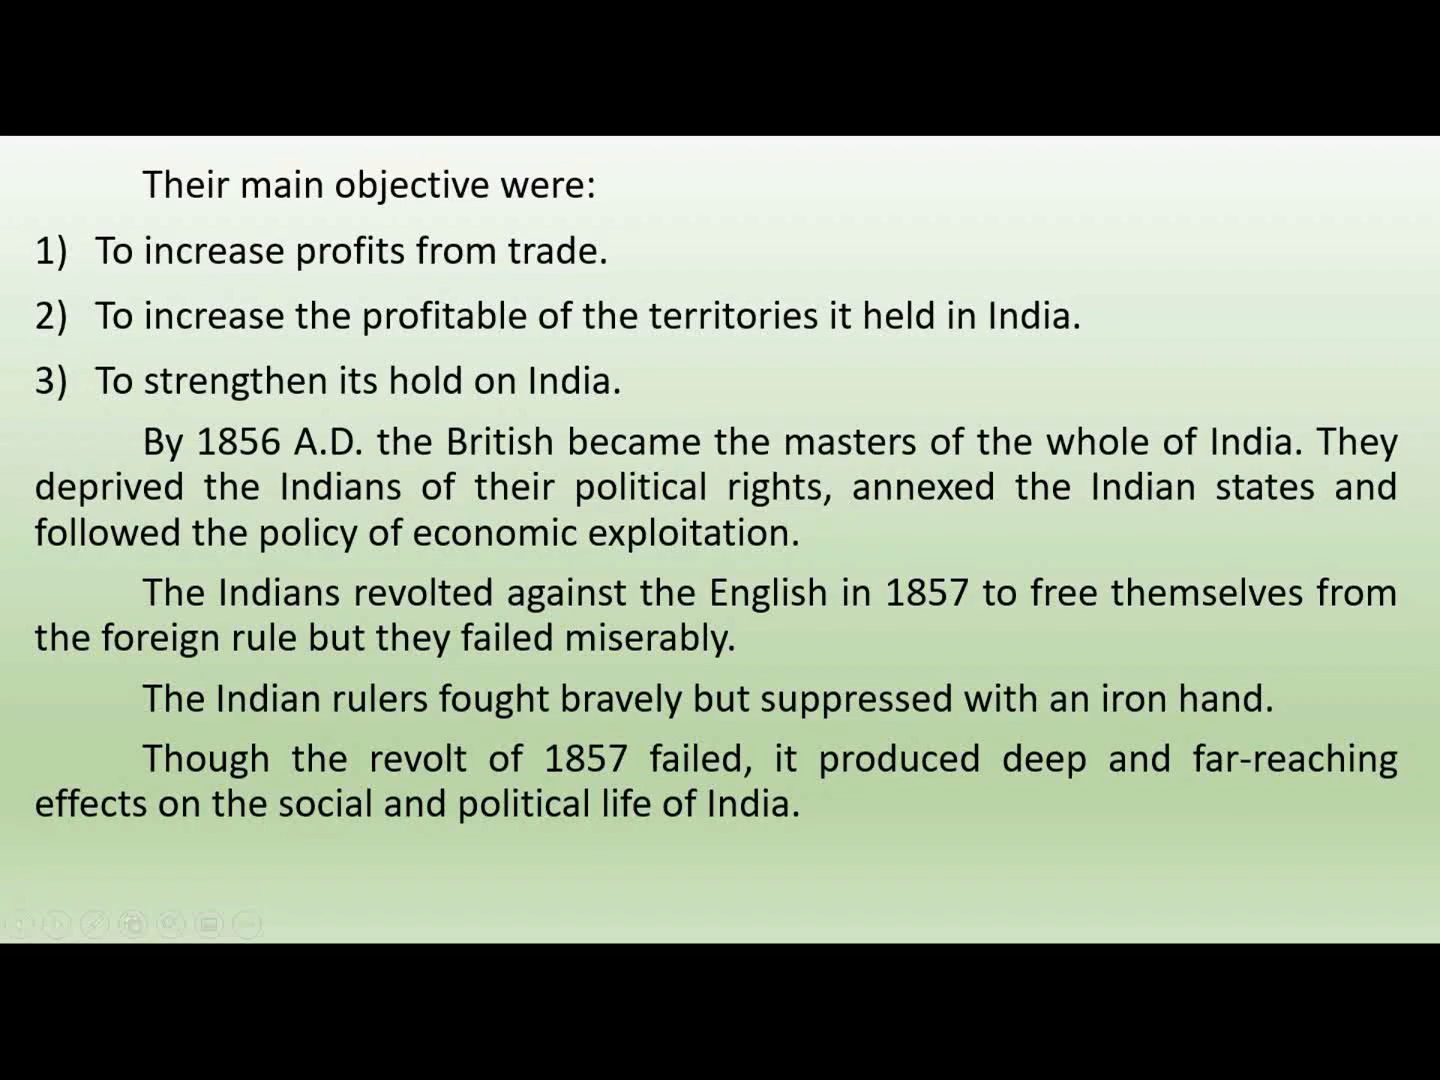 Their main objective were:
1) To increase profits from trade.
2) To increase the profitable of the territories it held in India.
3) To strengthen its hold on India.
By 1856 A.D. the British became the masters of the whole of India. They
deprived the Indians of their political rights, annexed the Indian states and
followed the policy of economic exploitation.
The Indians revolted against the English in 1857 to free themselves from
the foreign rule but they failed miserably.
The Indian rulers fought bravely but suppressed with an iron hand.
Though the revolt of 1857 failed, it produced deep and far-reaching
effects on the social and political life of India.